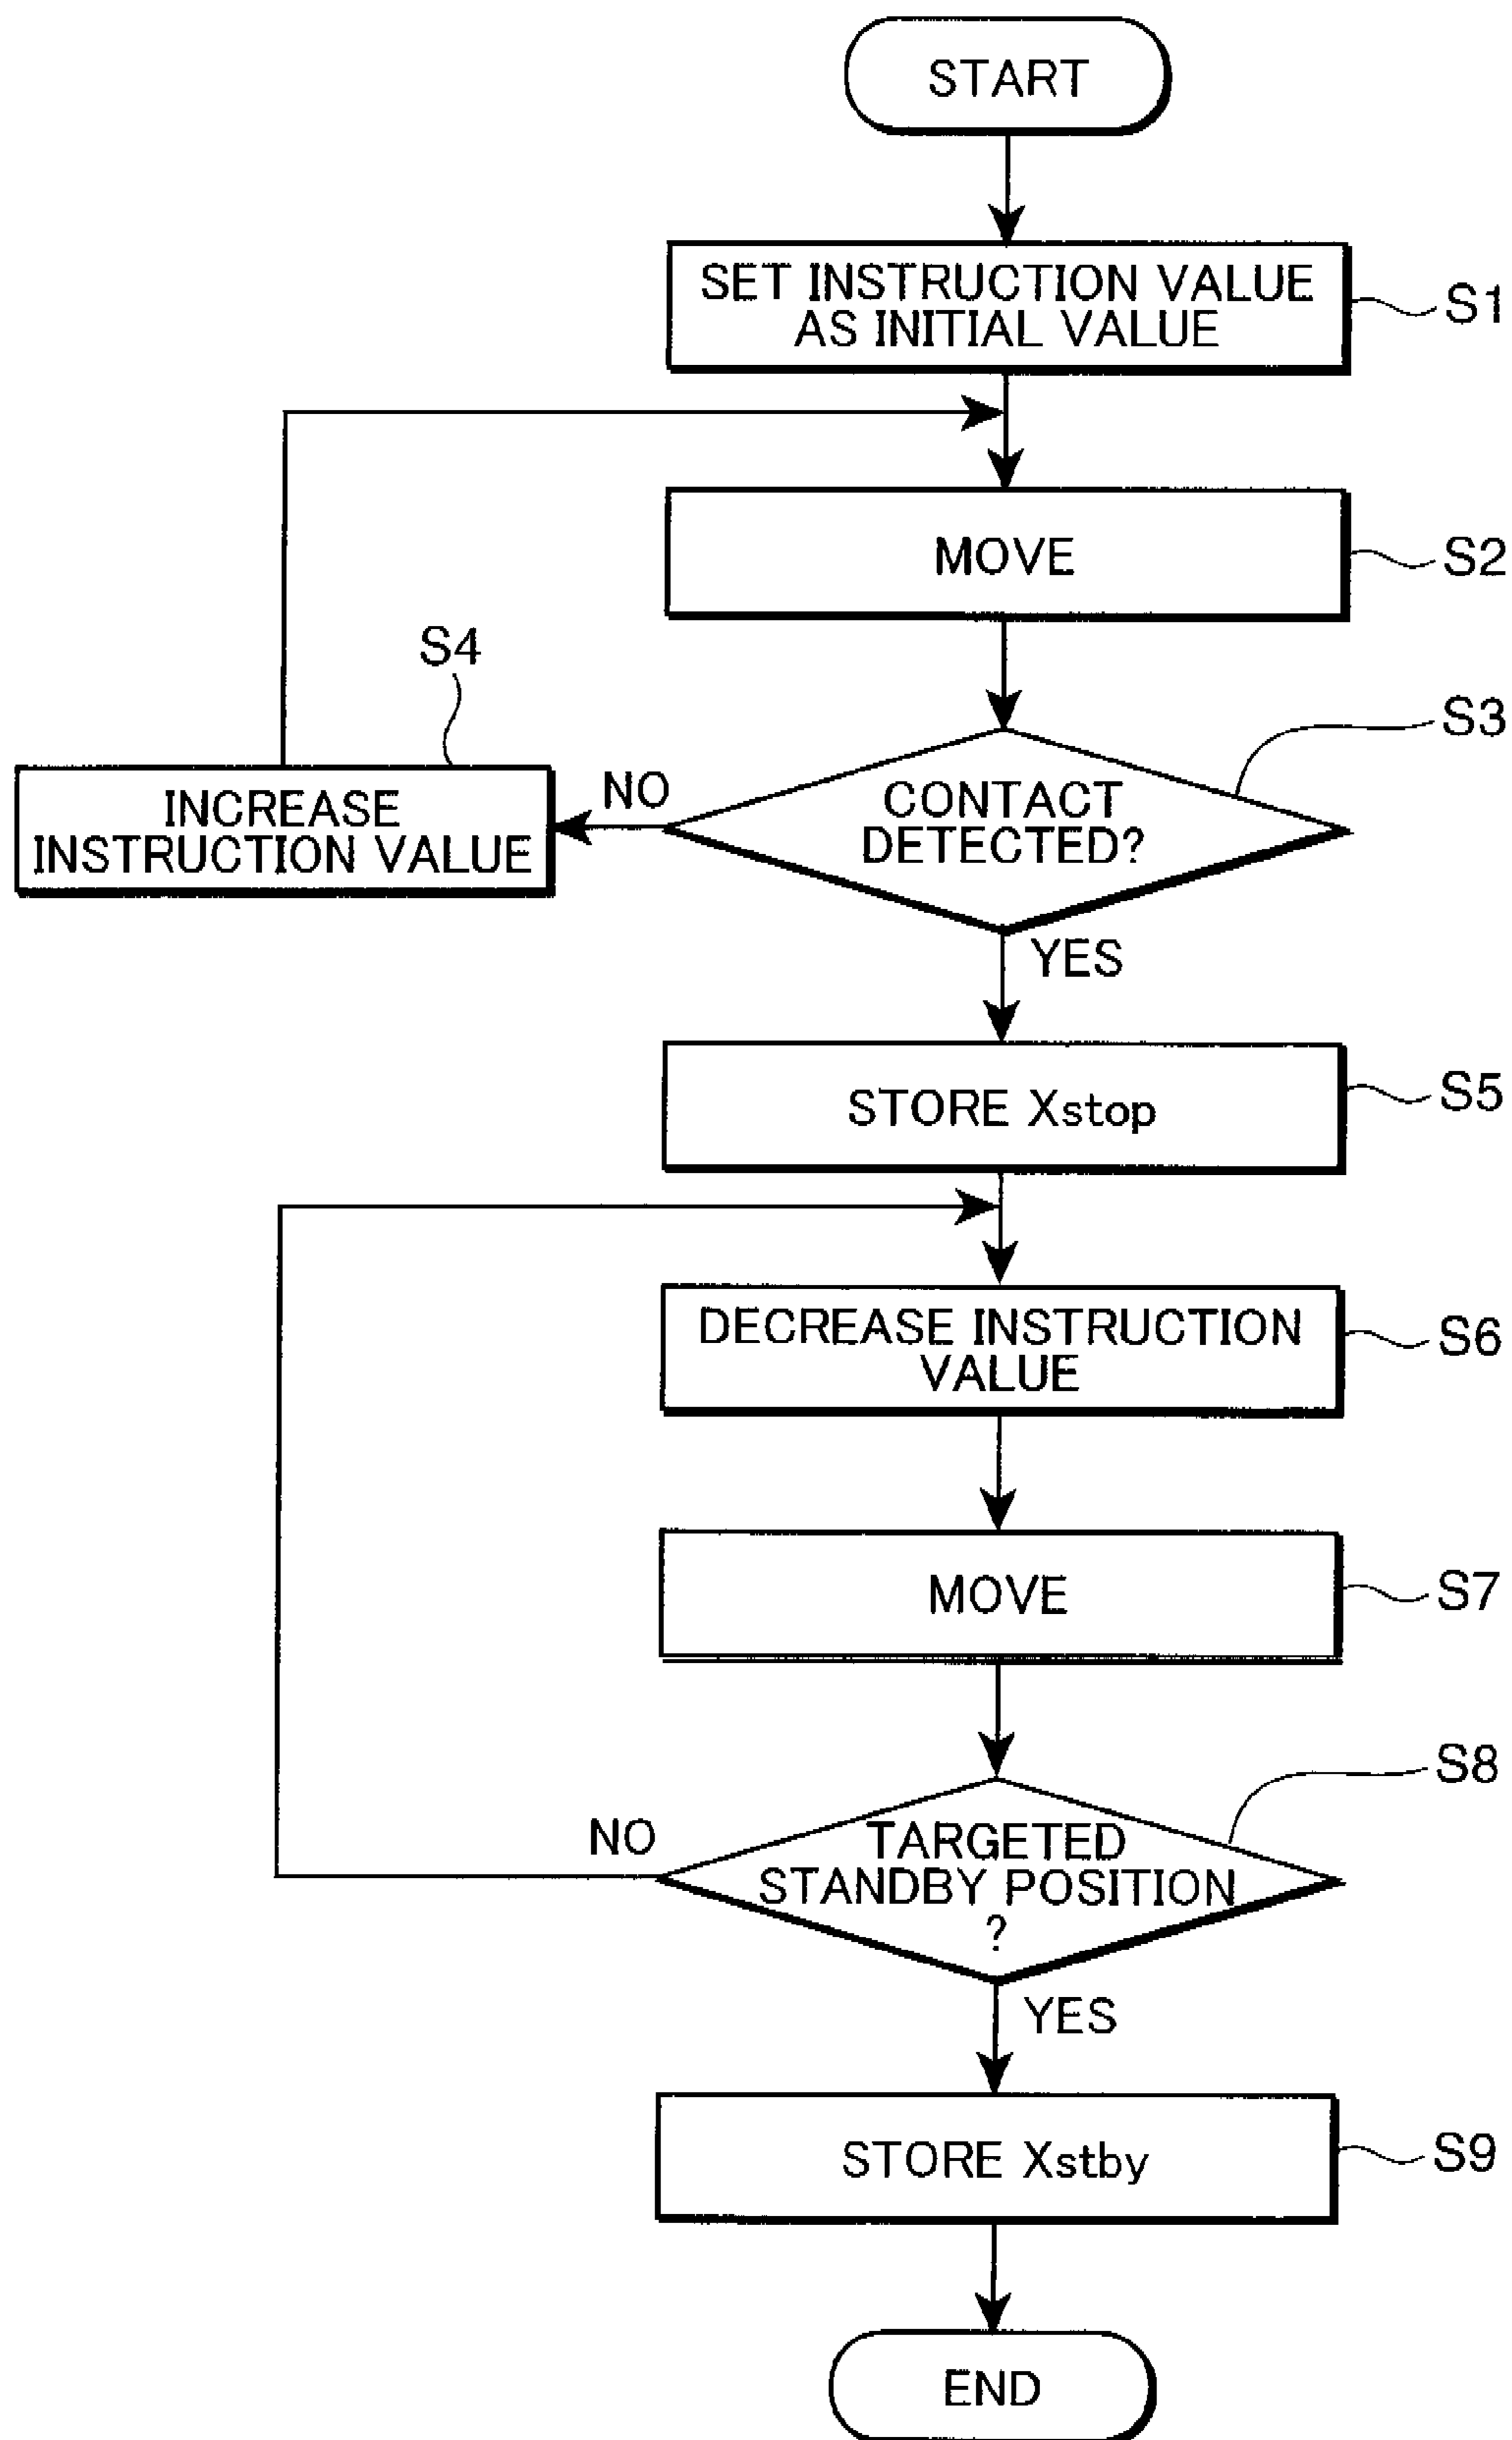 START
SET INSTRUCTION VALUE
AS INITIAL VALUE
S1
MOVE
S2
S4
S3
INCREASE
INSTRUCTION VALUE
NO
CONTACT
DETECTED?
YES
STORE Xstop
S5
DECREASE INSTRUCTION
VALUE
S6
MOVE
S7
S8
NO
TARGETED
STANDBY POSITION
?
YES
STORE Xstby
S9
END